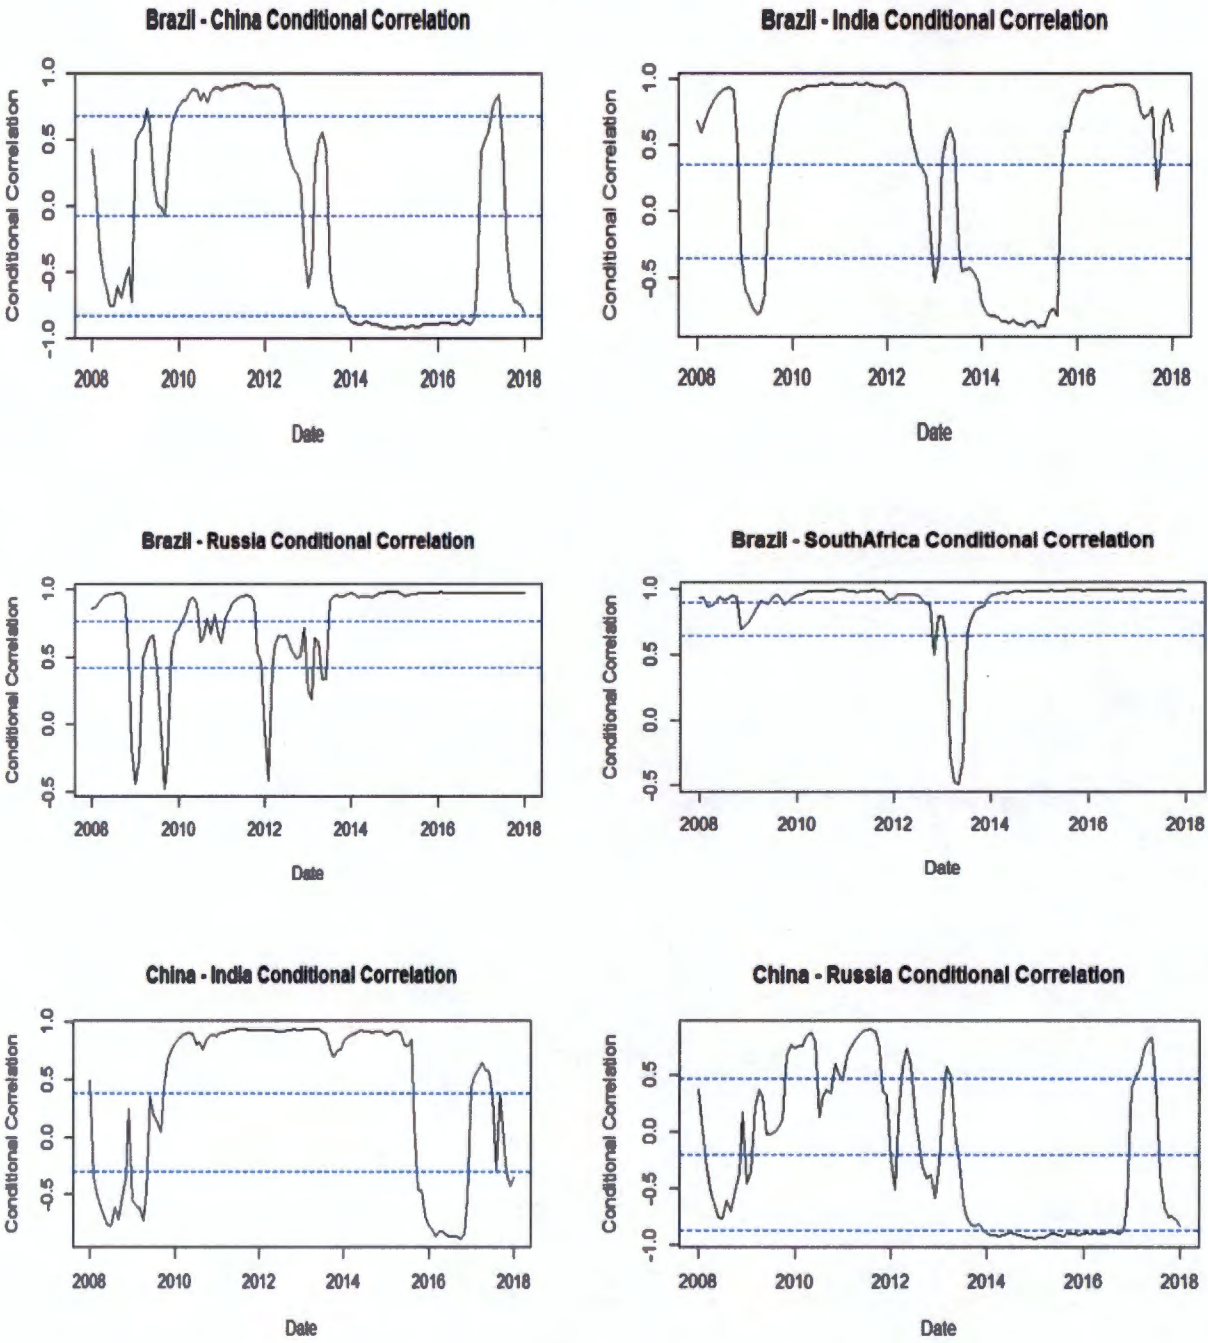 Brazil - China Conditional Correlation
Conditional Correlation
1.0
0.5
0.0
-0.5
-1.0
2008 2010 2012 2014 2016 2018
Date
Brazil - India Conditional Correlation
Conditional Correlation
1.0
0.5
0.0
-0.5
2008 2010 2012 2014 2016 2018
Date
Brazil - Russia Conditional Correlation
Conditional Correlation
1.0
0.5
0.0
-0.5
2008 2010 2012 2014 2016 2018
Date
Brazil - SouthAfrica Conditional Correlation
Conditional Correlation
1.0
0.5
0.0
-0.5
2008 2010 2012 2014 2016 2018
Date
China - India Conditional Correlation
Conditional Correlation
1.0
0.5
0.0
-0.5
2008 2010 2012 2014 2016 2018
Date
China - Russia Conditional Correlation
Conditional Correlation
0.5
0.0
-0.5
-1.0
2008 2010 2012 2014 2016 2018
Date